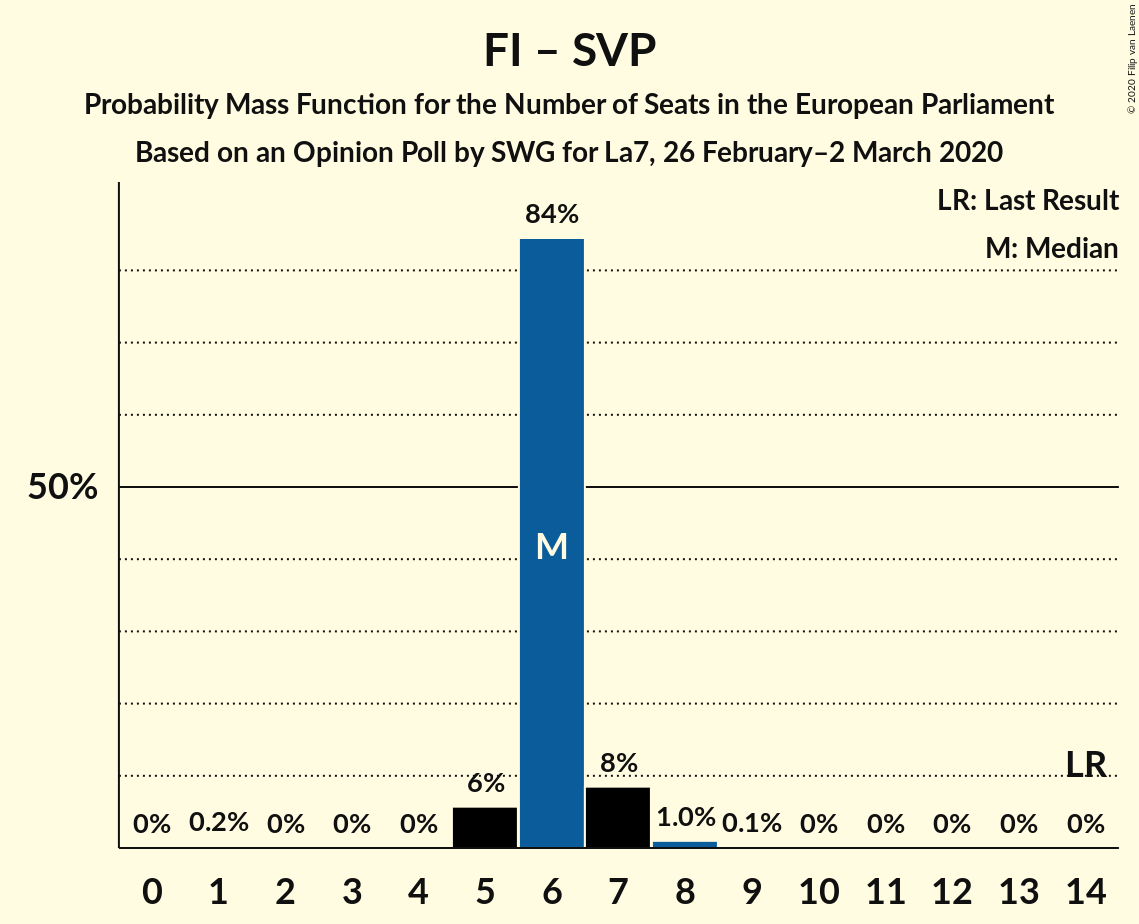 FI – SVP
Probability Mass Function for the Number of Seats in the European Parliament
Based on an Opinion Poll by SWG for La7, 26 February–2 March 2020
© 2020 Filip van Laenen
LR: Last Result
M: Median
84%
50%
M
LR
8%
6%
0% 0.2% 0% 0% 0% 1.0% 0.1% 0% 0% 0% 0% 0%
0 1 2 3 4 5 6 7 8 9 10 11 12 13 14